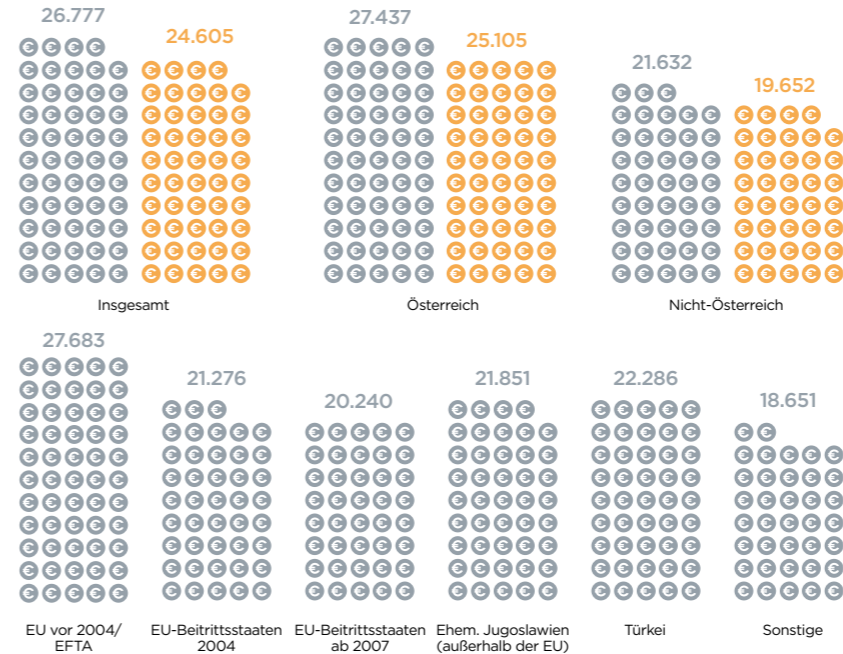 26.777
24.605
27.437
25.105
21.632
19.652
Insgesamt
Österreich
Nicht-Österreich
27.683
21.276
20.240
21.851
22.286
18.651
EU vor 2004/
EFTA
EU-Beitrittsstaaten
2004
EU-Beitrittsstaaten
ab 2007
Ehem. Jugoslawien
(außerhalb der EU)
Türkei
Sonstige